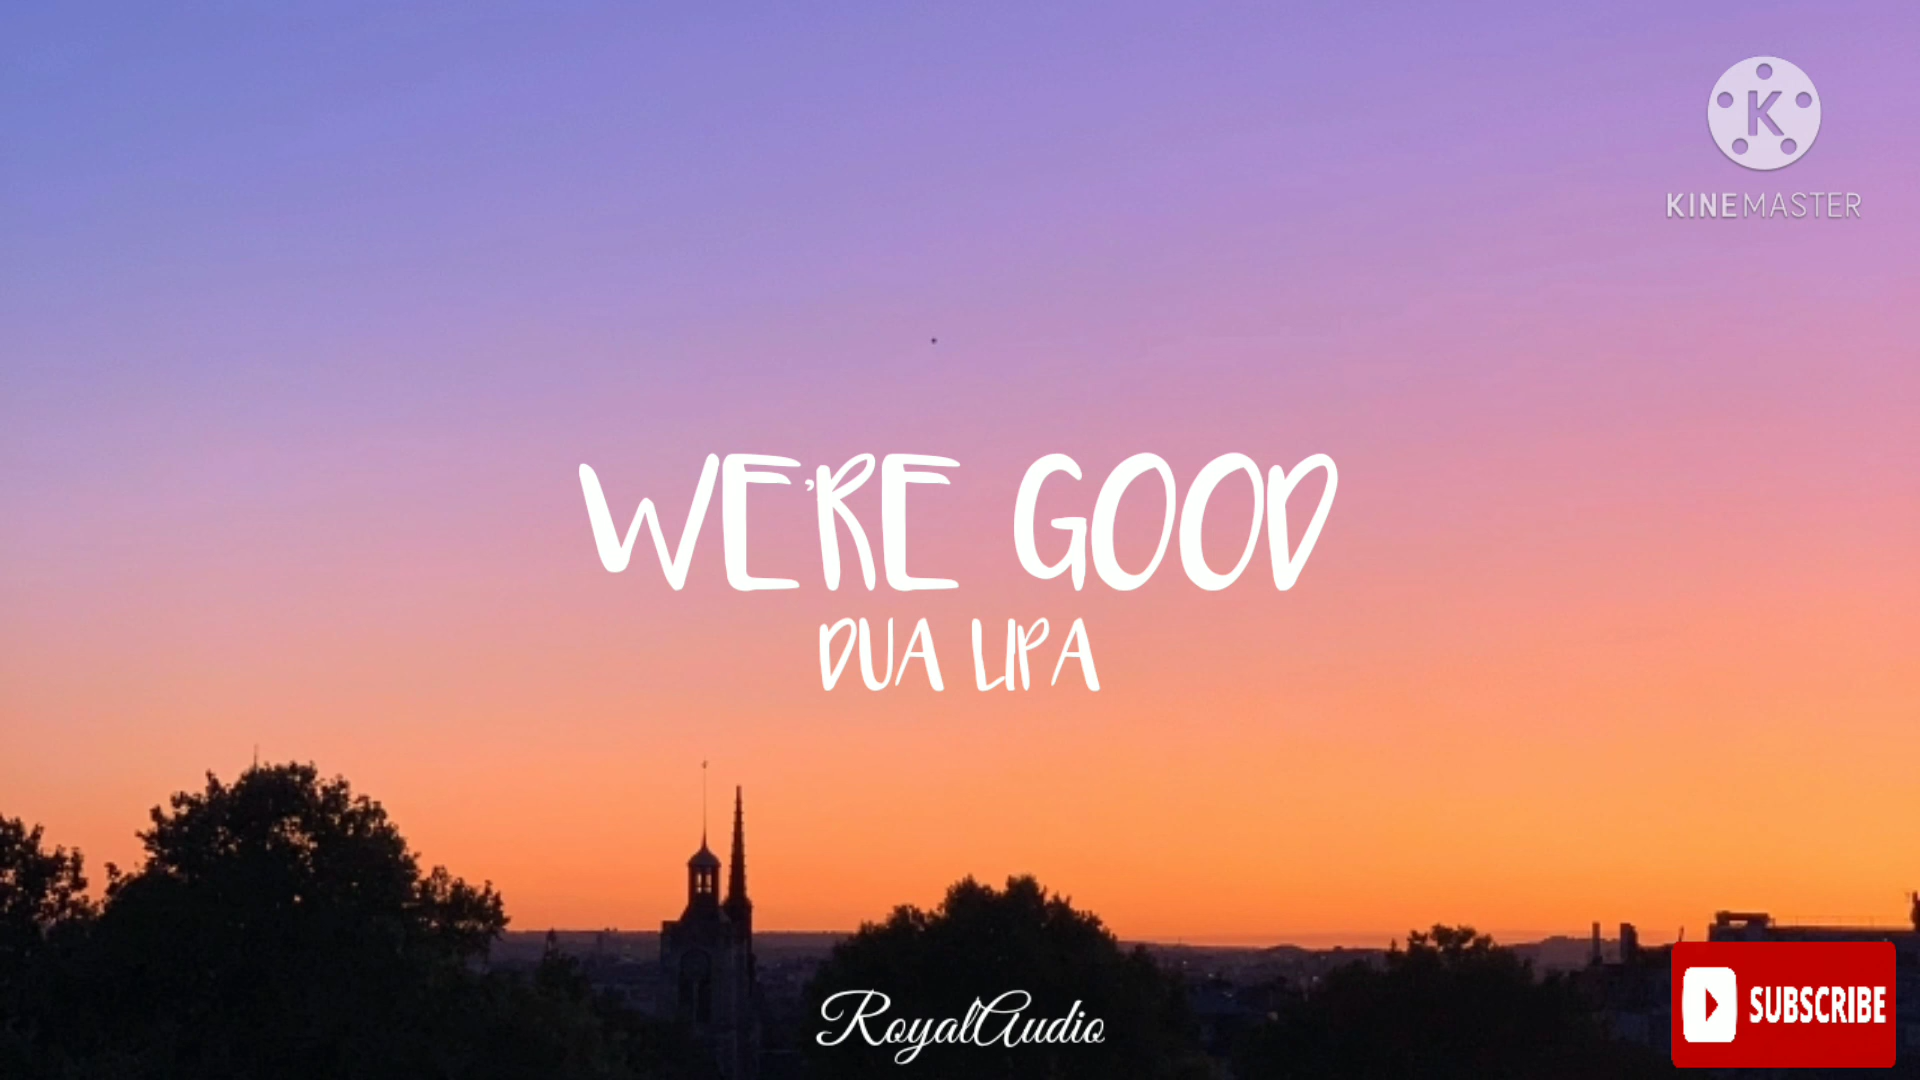 K
KINEMASTER
WE'RE GOOD
DUA LIPA
RoyalAudio
SUBSCRIBE